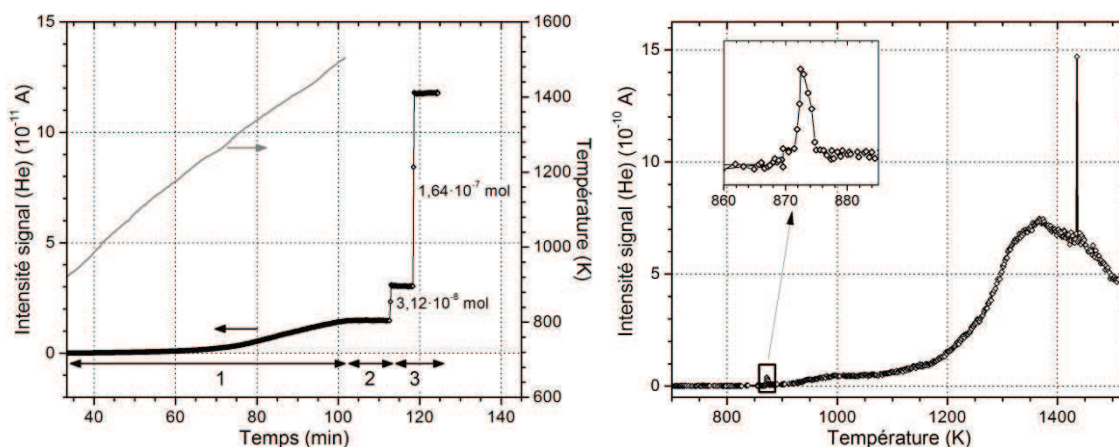 Intensité signal (He) (10⁻¹¹ A)
15
10
5
0
1600
1400
1200
1000
800
600
Température (K)
1,64·10⁻⁷ mol
3,12·10⁻⁸ mol
1 2 3
40 60 80 100 120 140
Temps (min)
Intensité signal (He) (10⁻¹⁰ A)
15
10
5
0
860 870 880
800 1000 1200 1400
Température (K)